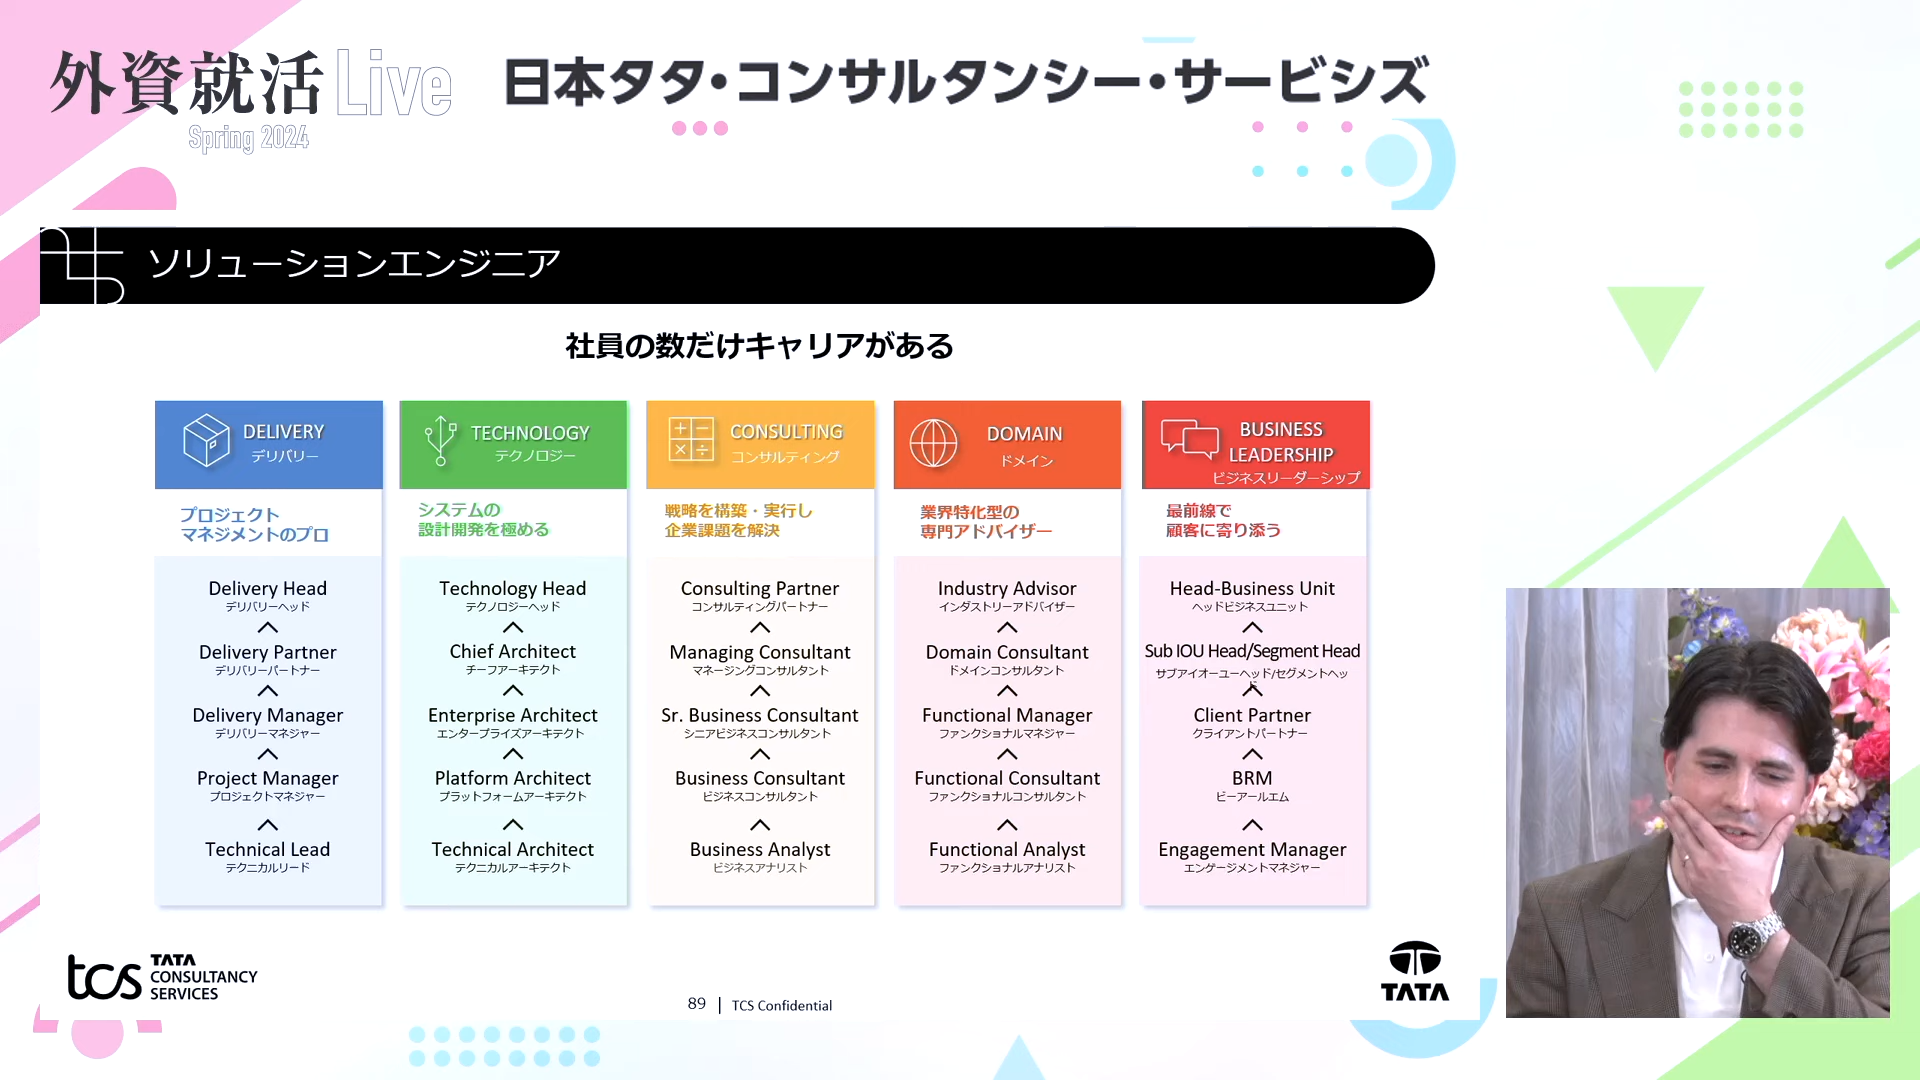 外資就活Live
Spring 2024
日本タタ・コンサルタンシー・サービシズ
ソリューションエンジニア
社員の数だけキャリアがある
DELIVERY
デリバリー
プロジェクト
マネジメントのプロ
Delivery Head
デリバリーヘッド
Delivery Partner
デリバリーパートナー
Delivery Manager
デリバリーマネジャー
Project Manager
プロジェクトマネジャー
Technical Lead
テクニカルリード
TECHNOLOGY
テクノロジー
システムの
設計開発を極める
Technology Head
テクノロジーヘッド
Chief Architect
チーフアーキテクト
Enterprise Architect
エンタープライズアーキテクト
Platform Architect
プラットフォームアーキテクト
Technical Architect
テクニカルアーキテクト
CONSULTING
コンサルティング
戦略を構築・実行し
企業課題を解決
Consulting Partner
コンサルティングパートナー
Managing Consultant
マネージングコンサルタント
Sr. Business Consultant
シニアビジネスコンサルタント
Business Consultant
ビジネスコンサルタント
Business Analyst
ビジネスアナリスト
DOMAIN
ドメイン
業界特化型の
専門アドバイザー
Industry Advisor
インダストリーアドバイザー
Domain Consultant
ドメインコンサルタント
Functional Manager
ファンクショナルマネジャー
Functional Consultant
ファンクショナルコンサルタント
Functional Analyst
ファンクショナルアナリスト
BUSINESS
LEADERSHIP
ビジネスリーダーシップ
最前線で
顧客に寄り添う
Head-Business Unit
ヘッドビジネスユニット
Sub IOU Head/Segment Head
サブアイオーユーヘッド/セグメントヘッ
ド
Client Partner
クライアントパートナー
BRM
ビーアールエム
Engagement Manager
エンゲージメントマネジャー
tcs
TATA
CONSULTANCY
SERVICES
89 | TCS Confidential
TATA